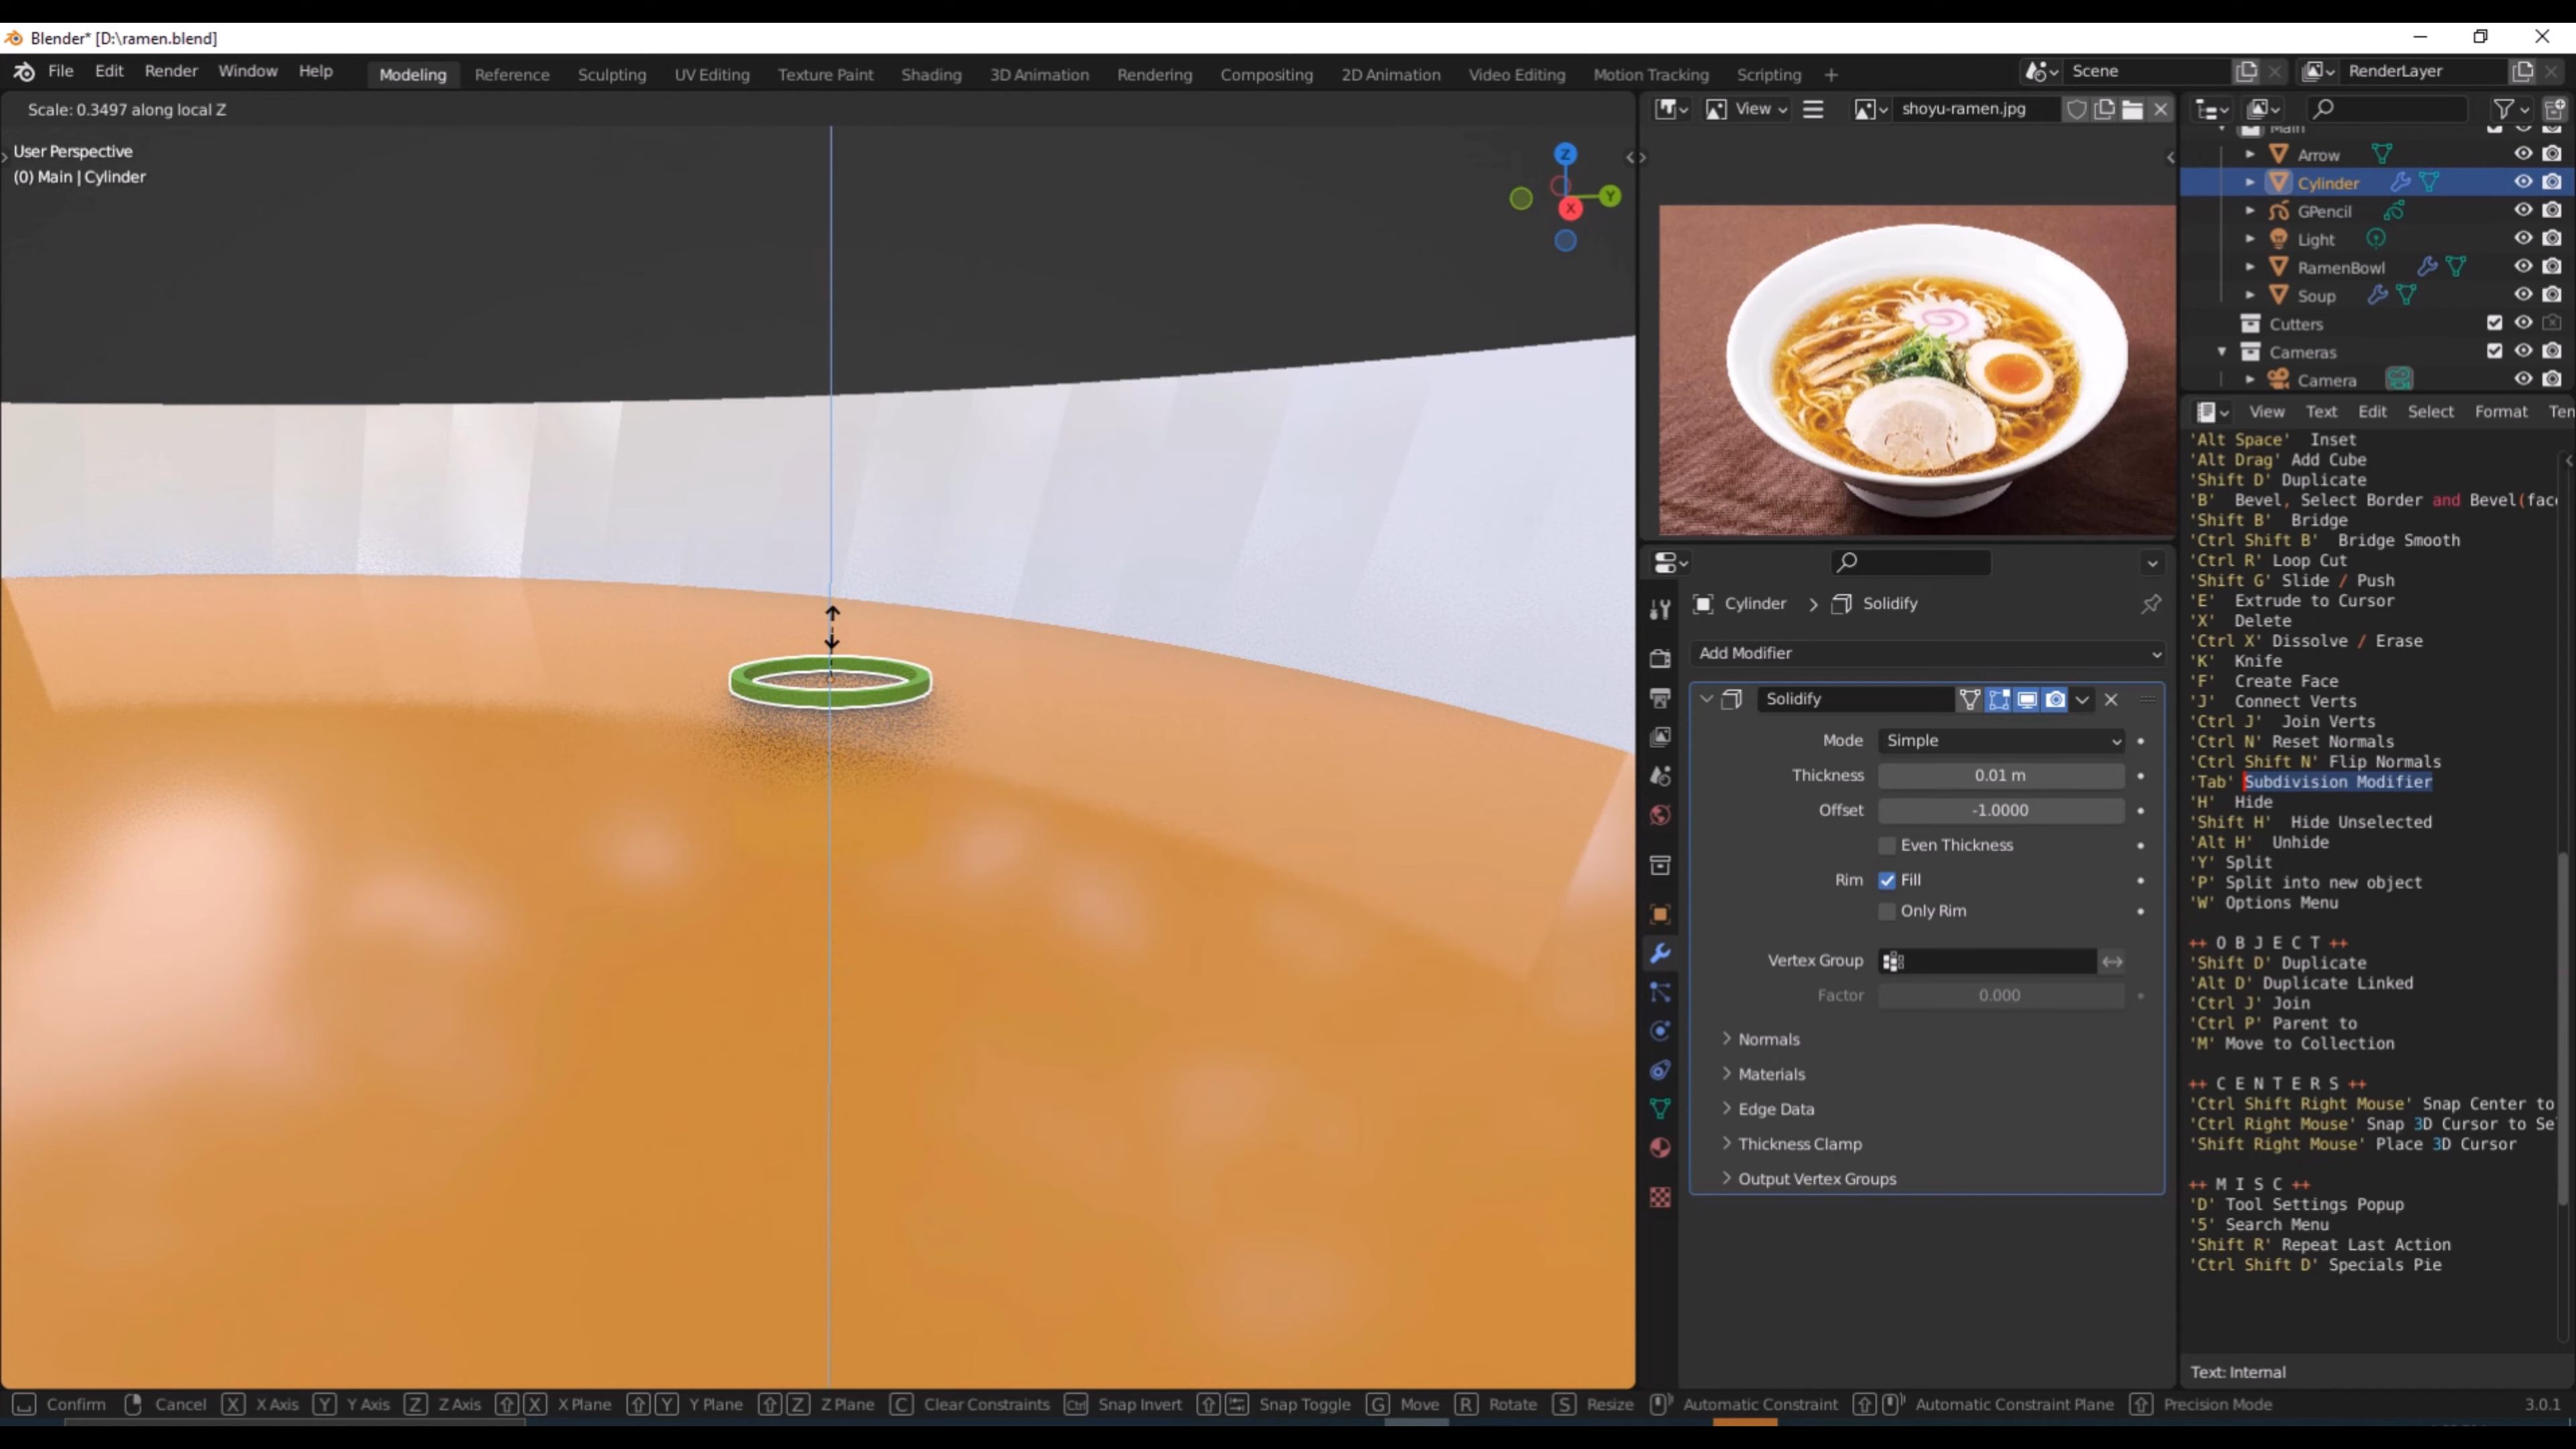 Blender* [D:\ramen.blend]
File Edit Render Window Help
Modeling Reference Sculpting UV Editing Texture Paint Shading 3D Animation Rendering Compositing 2D Animation Video Editing Motion Tracking Scripting +
Scene
RenderLayer
Scale: 0.3497 along local Z
User Perspective
(0) Main | Cylinder
Z
Y
X
View
shoyu-ramen.jpg
Main
Arrow
Cylinder
GPencil
Light
RamenBowl
Soup
Cutters
Cameras
Camera
Cylinder > Solidify
Add Modifier
Solidify
Mode Simple
Thickness 0.01 m
Offset -1.0000
Even Thickness
Rim Fill
Only Rim
Vertex Group
Factor 0.000
Normals
Materials
Edge Data
Thickness Clamp
Output Vertex Groups
View Text Edit Select Format Tem
'Alt Space'  Inset
'Alt Drag' Add Cube
'Shift D' Duplicate
'B'  Bevel, Select Border and Bevel(face
'Shift B'  Bridge
'Ctrl Shift B'  Bridge Smooth
'Ctrl R' Loop Cut
'Shift G' Slide / Push
'E'  Extrude to Cursor
'X'  Delete
'Ctrl X' Dissolve / Erase
'K'  Knife
'F'  Create Face
'J'  Connect Verts
'Ctrl J'  Join Verts
'Ctrl N' Reset Normals
'Ctrl Shift N' Flip Normals
'Tab' Subdivision Modifier
'H'  Hide
'Shift H'  Hide Unselected
'Alt H'  Unhide
'Y' Split
'P' Split into new object
'W' Options Menu
++ O B J E C T ++
'Shift D' Duplicate
'Alt D' Duplicate Linked
'Ctrl J' Join
'Ctrl P' Parent to
'M' Move to Collection
++ C E N T E R S ++
'Ctrl Shift Right Mouse' Snap Center to
'Ctrl Right Mouse' Snap 3D Cursor to Se
'Shift Right Mouse' Place 3D Cursor
++ M I S C ++
'D' Tool Settings Popup
'5' Search Menu
'Shift R' Repeat Last Action
'Ctrl Shift D' Specials Pie
Text: Internal
Confirm Cancel X X Axis Y Y Axis Z Z Axis X X Plane Y Y Plane Z Z Plane C Clear Constraints Ctrl Snap Invert Snap Toggle G Move R Rotate S Resize Automatic Constraint Automatic Constraint Plane Precision Mode 3.0.1